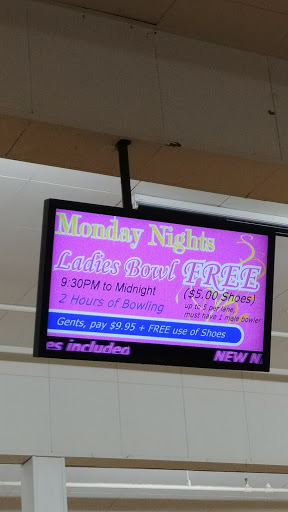 Monday Nights
Ladies Bowl FREE
9:30PM to Midnight
($5.00 Shoes)
2 Hours of Bowling
up to 5 per lane,
must have 1 male bowler
Gents, pay $9.95 + FREE use of Shoes
es included NEW N